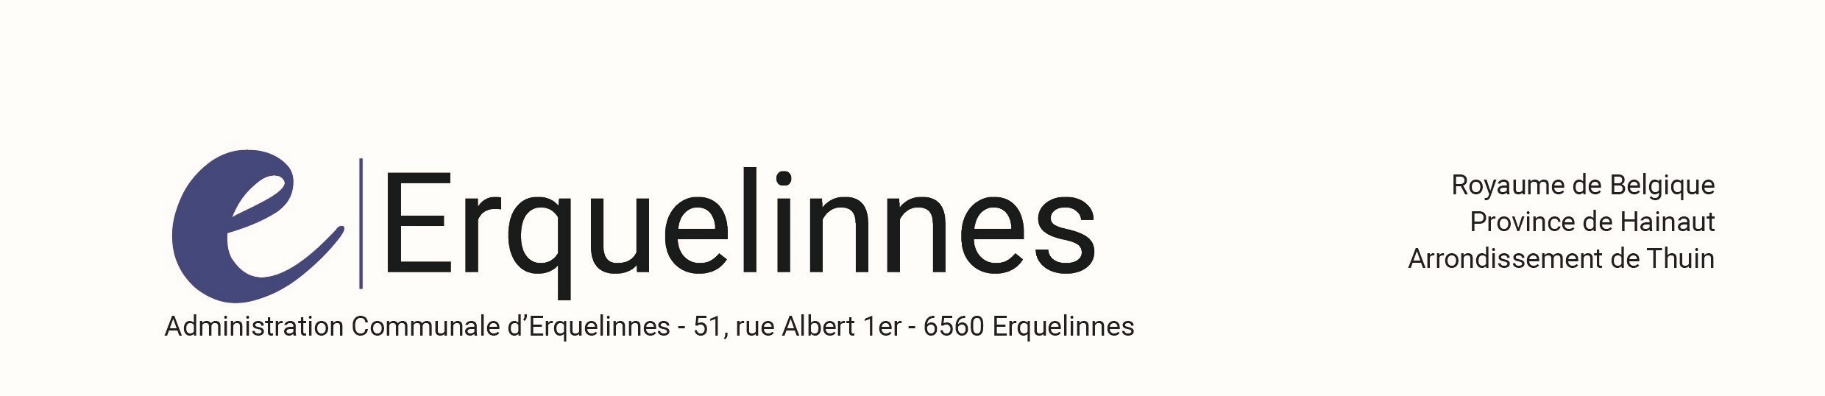 e Erquelinnes
Administration Communale d’Erquelinnes - 51, rue Albert 1er - 6560 Erquelinnes
Royaume de Belgique
Province de Hainaut
Arrondissement de Thuin